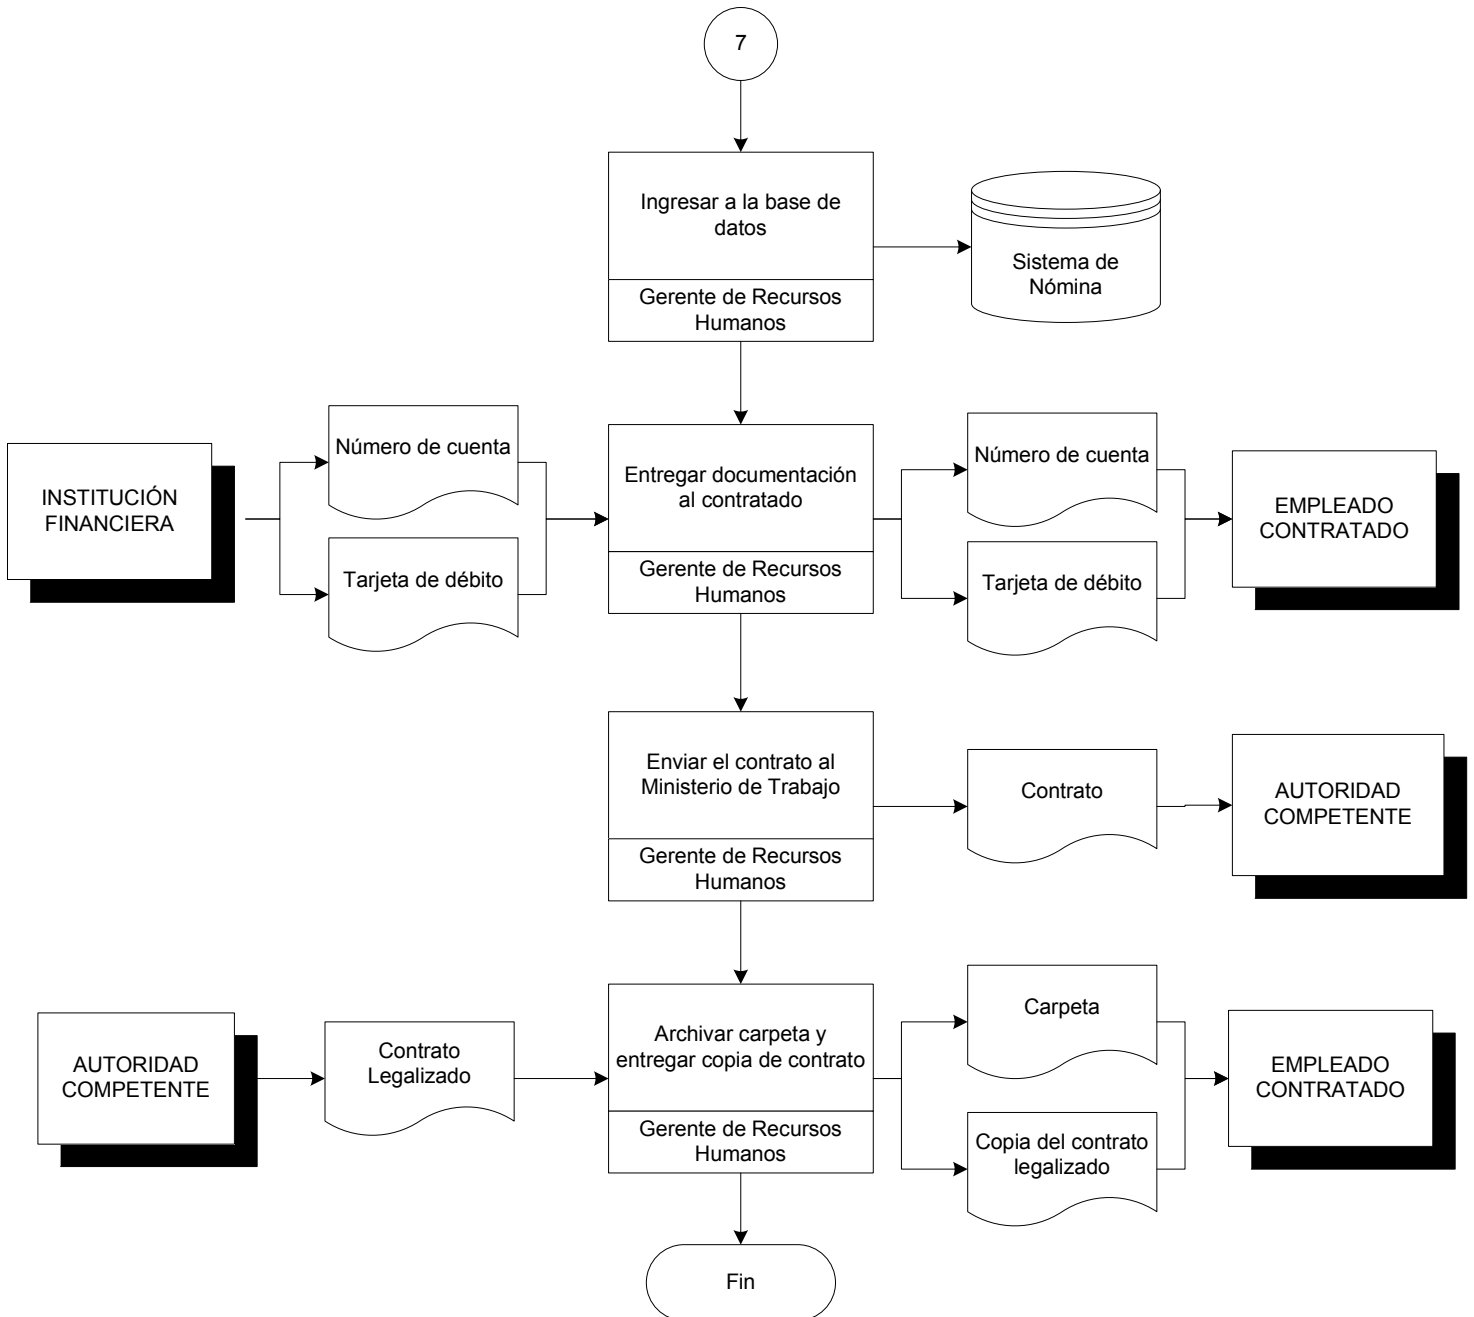 7
Ingresar a la base de
datos
Gerente de Recursos
Humanos
Sistema de
Nómina
INSTITUCIÓN
FINANCIERA
Número de cuenta
Tarjeta de débito
Entregar documentación
al contratado
Gerente de Recursos
Humanos
Número de cuenta
Tarjeta de débito
EMPLEADO
CONTRATADO
Enviar el contrato al
Ministerio de Trabajo
Gerente de Recursos
Humanos
Contrato
AUTORIDAD
COMPETENTE
AUTORIDAD
COMPETENTE
Contrato
Legalizado
Archivar carpeta y
entregar copia de contrato
Gerente de Recursos
Humanos
Carpeta
Copia del contrato
legalizado
EMPLEADO
CONTRATADO
Fin